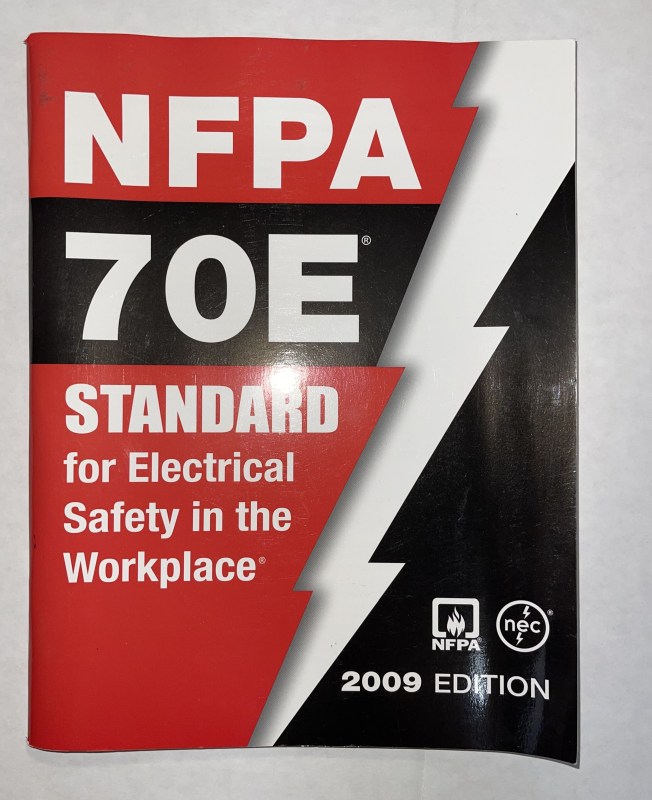 NFPA
70E®
STANDARD
for Electrical
Safety in the
Workplace®
NFPA®
nec®
2009 EDITION